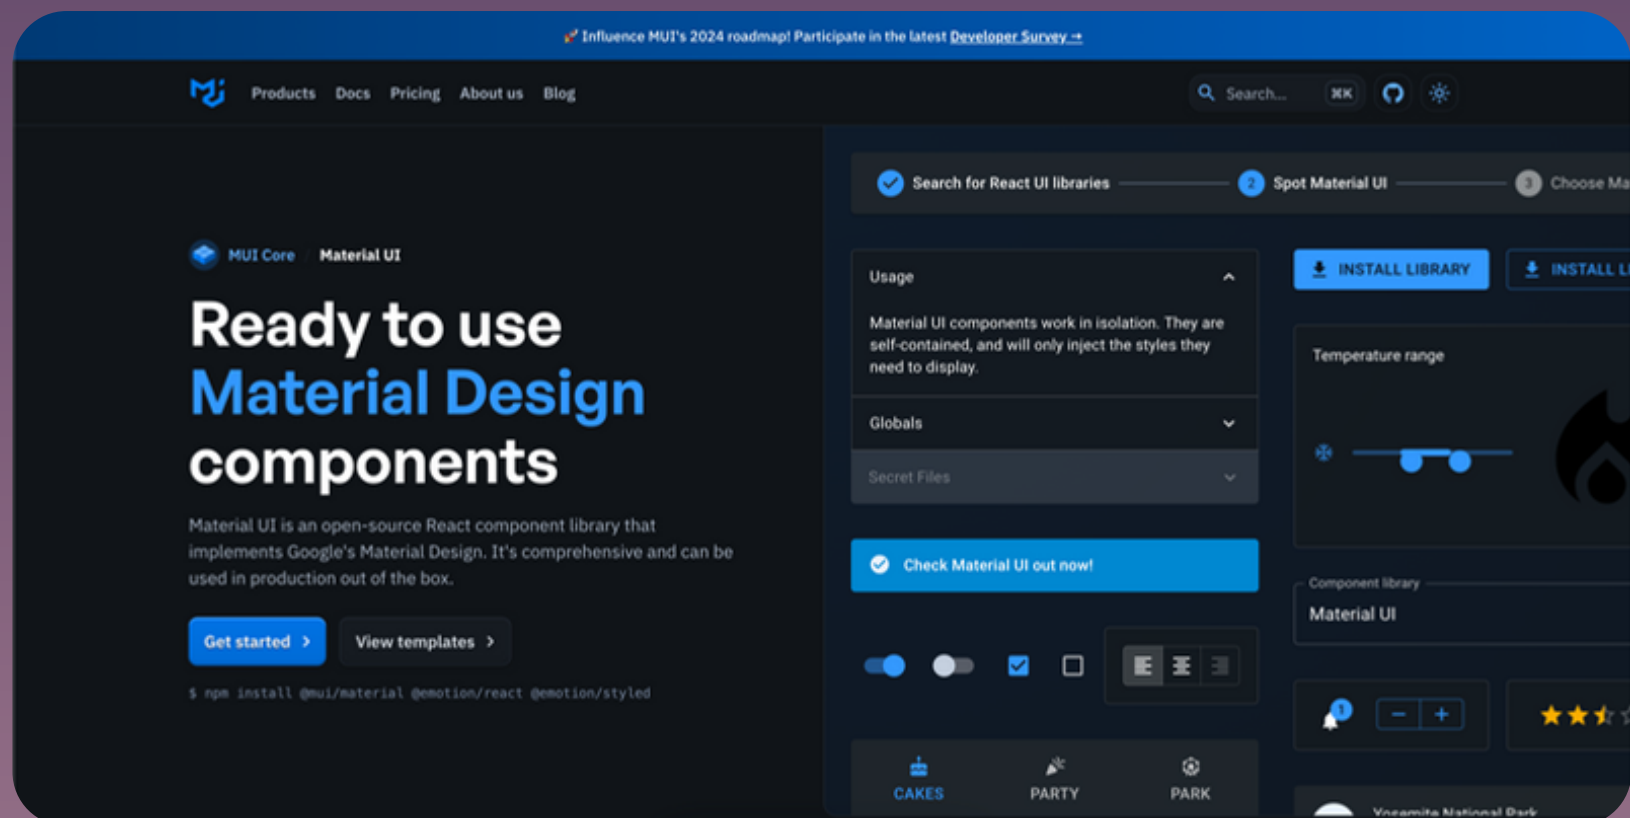 🚀 Influence MUI's 2024 roadmap! Participate in the latest Developer Survey →
Products Docs Pricing About us Blog
Search... ⌘K
MUI Core Material UI
Ready to use
Material Design
components
Material UI is an open-source React component library that
implements Google's Material Design. It's comprehensive and can be
used in production out of the box.
Get started > View templates >
$ npm install @mui/material @emotion/react @emotion/styled
Search for React UI libraries 2 Spot Material UI 3 Choose Ma
Usage
Material UI components work in isolation. They are
self-contained, and will only inject the styles they
need to display.
Globals
Secret Files
Check Material UI out now!
CAKES PARTY PARK
INSTALL LIBRARY INSTALL LI
Temperature range
Component library
Material UI
1 − +
Yosemite National Park